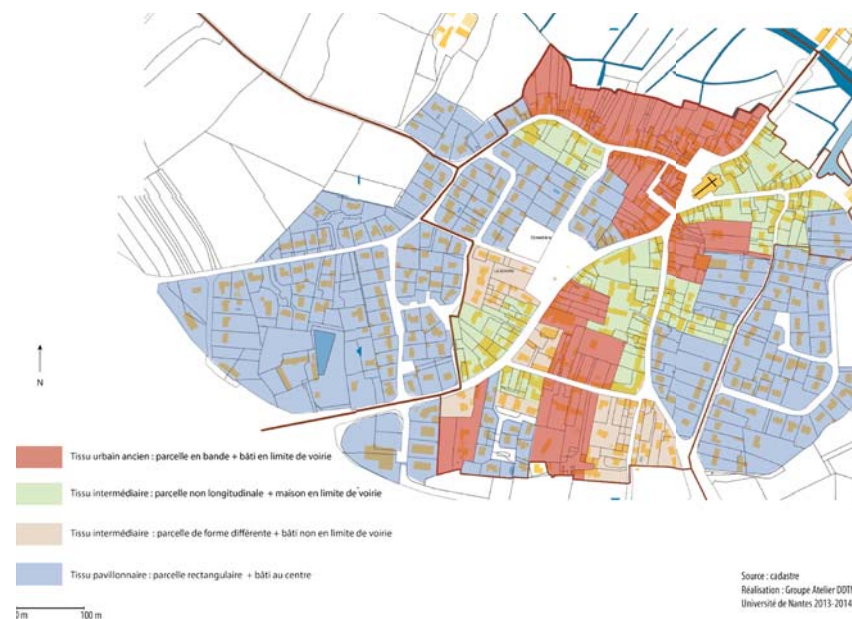 Cimetière
N
Tissu urbain ancien : parcelle en bande + bâti en limite de voirie
Tissu intermédiaire : parcelle non longitudinale + maison en limite de voirie
Tissu intermédiaire : parcelle de forme différente + bâti non en limite de voirie
Tissu pavillonnaire : parcelle rectangulaire + bâti au centre
0 m 100 m
Source : cadastre
Réalisation : Groupe Atelier DDTM
Université de Nantes 2013-2014